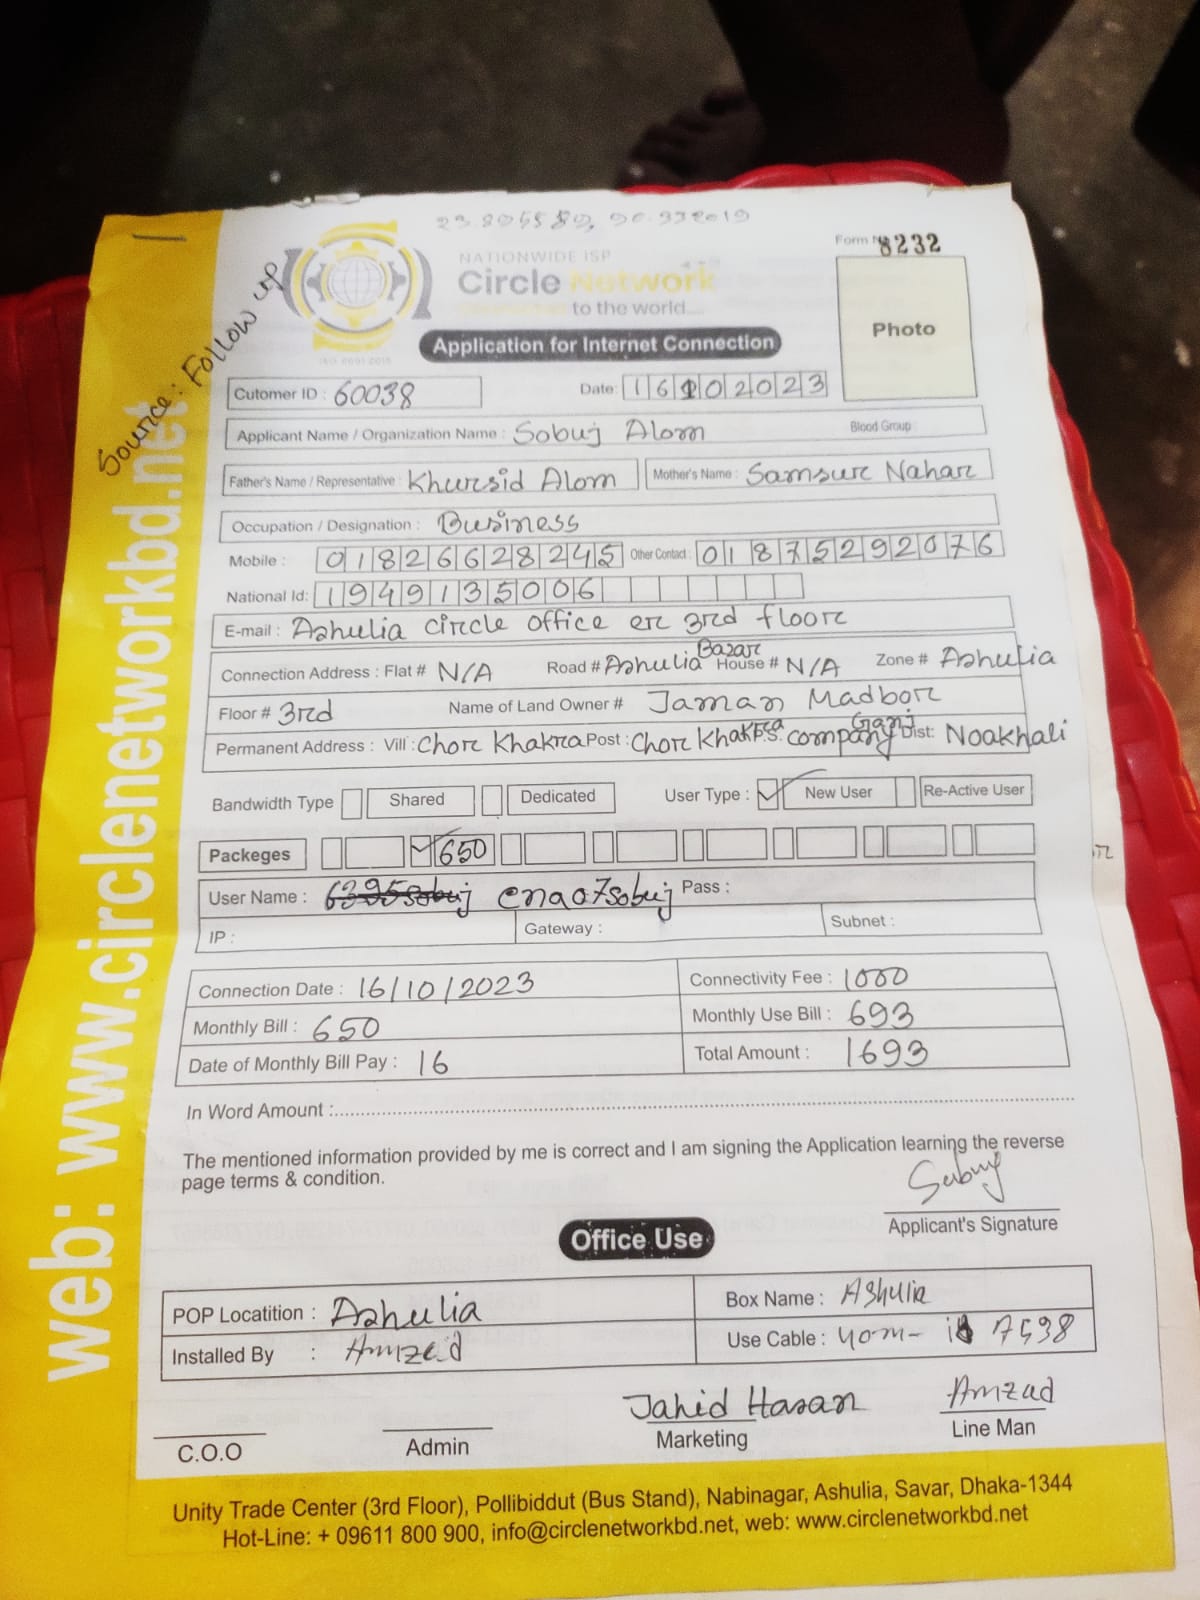 NATIONWIDE ISP
Circle Network
to the world....
Form No 8232
Photo
Source: Follow up
Application for Internet Connection
Cutomer ID : 60038
Date: 16102023
Applicant Name / Organization Name : Sobuj Alom
Blood Group
Father's Name / Representative : Khursid Alom
Mother's Name : Samsur Nahar
Occupation / Designation : Business
Mobile : 01826628245
Other Contact : 01875292076
National Id: 1949135006
E-mail : Ashulia circle office er 3rd floor
Connection Address : Flat # N/A Road # Ashulia Bazar House # N/A Zone # Ashulia
Floor # 3rd Name of Land Owner # Jaman Madbor
Permanent Address : Vill : Chor Khakra Post : Chor Khakra P.S. company Ganj Dist: Noakhali
Bandwidth Type Shared Dedicated User Type : New User Re-Active User
Packeges 650
User Name : 6395sobuj ena07sobuj Pass :
IP : Gateway : Subnet :
Connection Date : 16/10/2023 Connectivity Fee : 1000
Monthly Bill : 650 Monthly Use Bill : 693
Date of Monthly Bill Pay : 16 Total Amount : 1693
In Word Amount :
The mentioned information provided by me is correct and I am signing the Application learning the reverse
page terms & condition.
Sobuj
Applicant's Signature
Office Use
POP Locatition : Ashulia Box Name : Ashulia
Installed By : Amzad Use Cable : 40m-
Jahid Hasan Amzad
C.O.O Admin Marketing Line Man
Unity Trade Center (3rd Floor), Pollibiddut (Bus Stand), Nabinagar, Ashulia, Savar, Dhaka-1344
Hot-Line: + 09611 800 900, info@circlenetworkbd.net, web: www.circlenetworkbd.net
web: www.circlenetworkbd.net